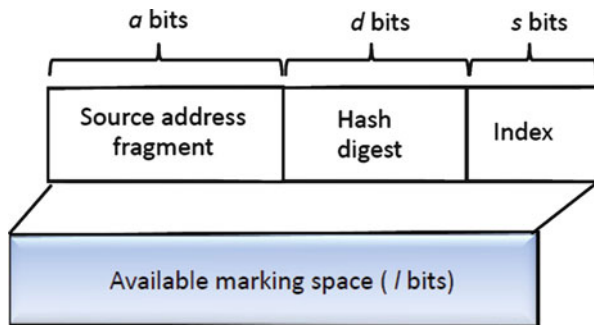 a bits d bits s bits
Source address
fragment
Hash
digest
Index
Available marking space ( l bits)